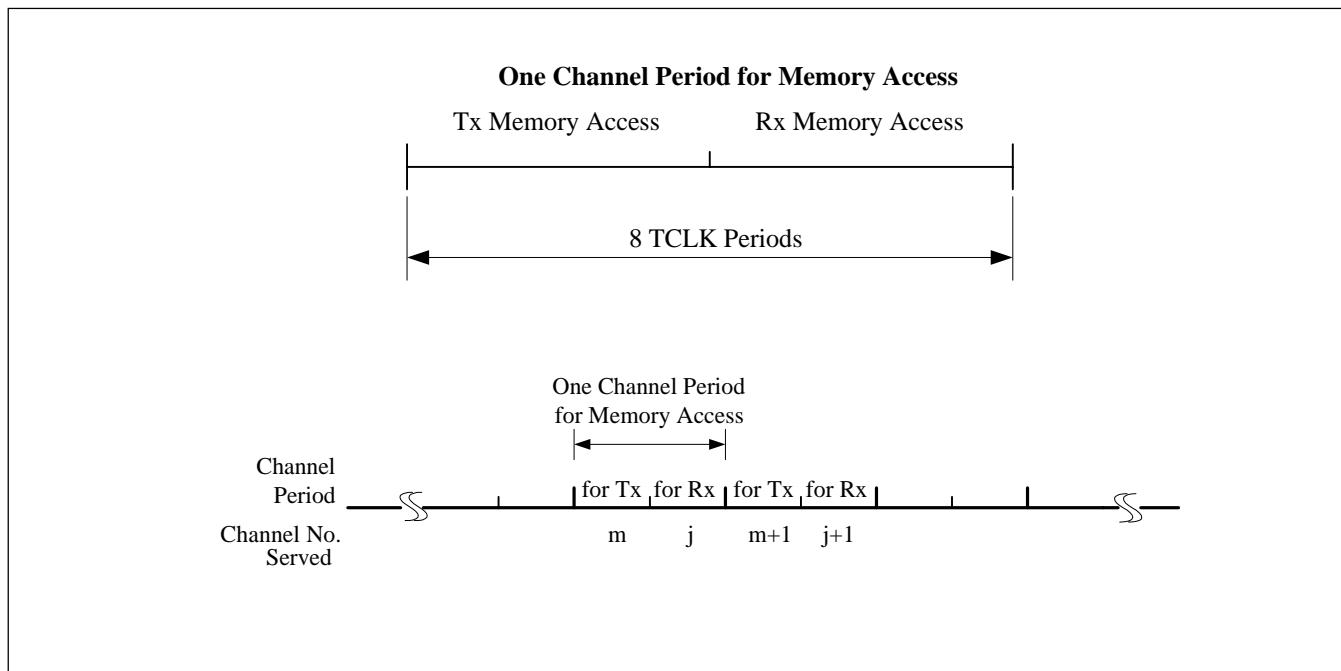 One Channel Period for Memory Access
Tx Memory Access
Rx Memory Access
8 TCLK Periods
One Channel Period
for Memory Access
Channel
Period
for Tx
for Rx
for Tx
for Rx
Channel No.
Served
m
j
m+1
j+1